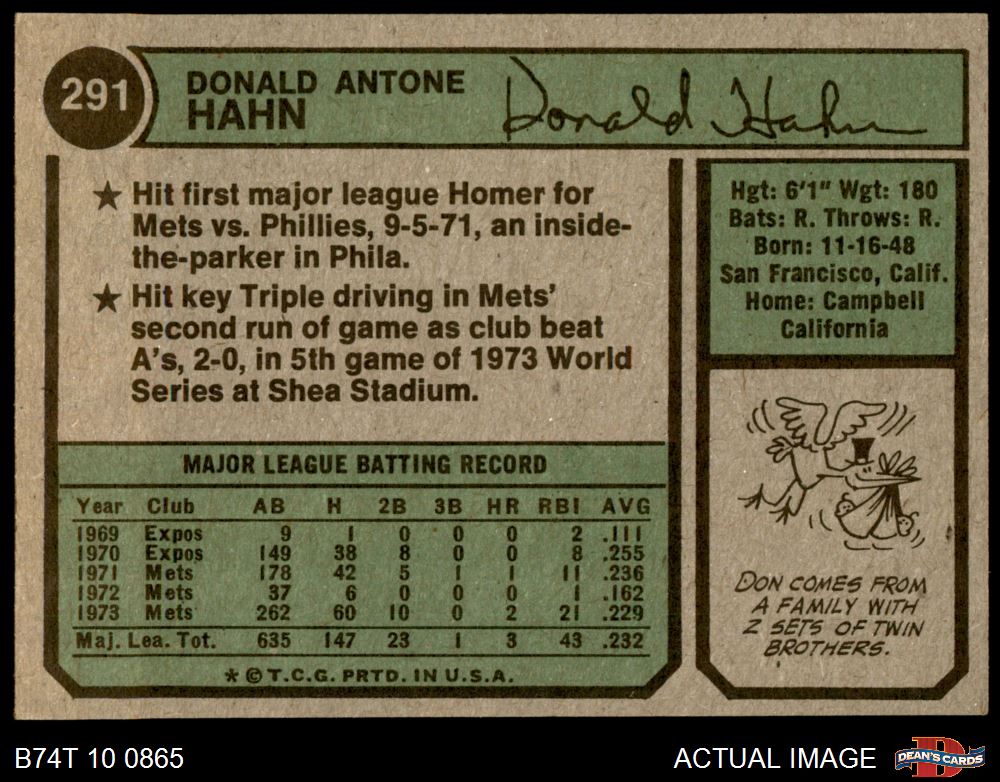 291
DONALD ANTONE
HAHN
Donald Hahn
★ Hit first major league Homer for
Mets vs. Phillies, 9-5-71, an inside-
the-parker in Phila.
★ Hit key Triple driving in Mets'
second run of game as club beat
A's, 2-0, in 5th game of 1973 World
Series at Shea Stadium.
Hgt: 6'1" Wgt: 180
Bats: R. Throws: R.
Born: 11-16-48
San Francisco, Calif.
Home: Campbell
California
MAJOR LEAGUE BATTING RECORD
Year Club AB H 2B 3B HR RBI AVG
1969 Expos 9 1 0 0 0 2 .111
1970 Expos 149 38 8 0 0 8 .255
1971 Mets 178 42 5 1 1 11 .236
1972 Mets 37 6 0 0 0 1 .162
1973 Mets 262 60 10 0 2 21 .229
Maj. Lea. Tot. 635 147 23 1 3 43 .232
* © T.C.G. PRTD. IN U.S.A.
DON COMES FROM
A FAMILY WITH
2 SETS OF TWIN
BROTHERS.
B74T 10 0865
ACTUAL IMAGE
D
DEAN'S CARDS